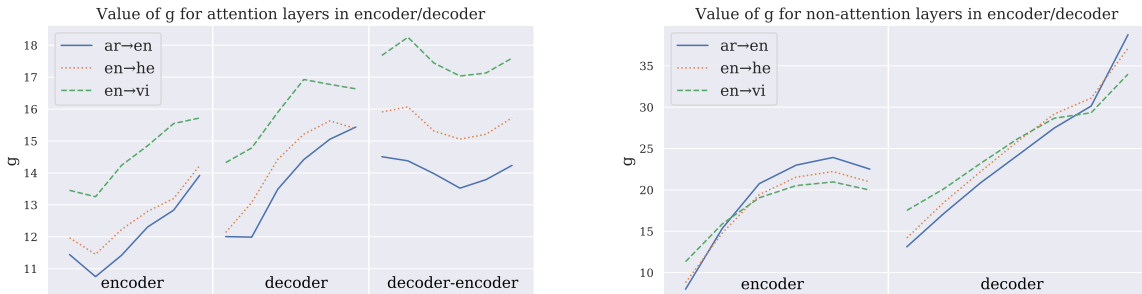 Value of g for attention layers in encoder/decoder
18
17
16
15
14
13
12
11
g
ar→en
en→he
en→vi
encoder
decoder
decoder-encoder
Value of g for non-attention layers in encoder/decoder
35
30
25
20
15
10
g
ar→en
en→he
en→vi
encoder
decoder